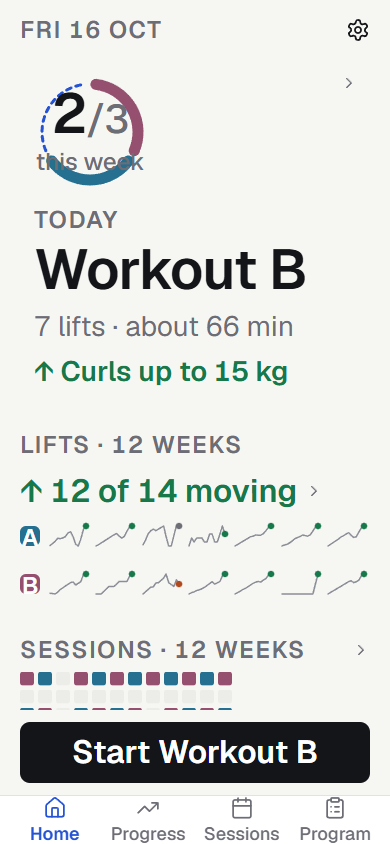 FRI 16 OCT
2/3
this week
TODAY
Workout B
7 lifts · about 66 min
↑ Curls up to 15 kg
LIFTS · 12 WEEKS
↑ 12 of 14 moving
A
B
SESSIONS · 12 WEEKS
Start Workout B
Home Progress Sessions Program